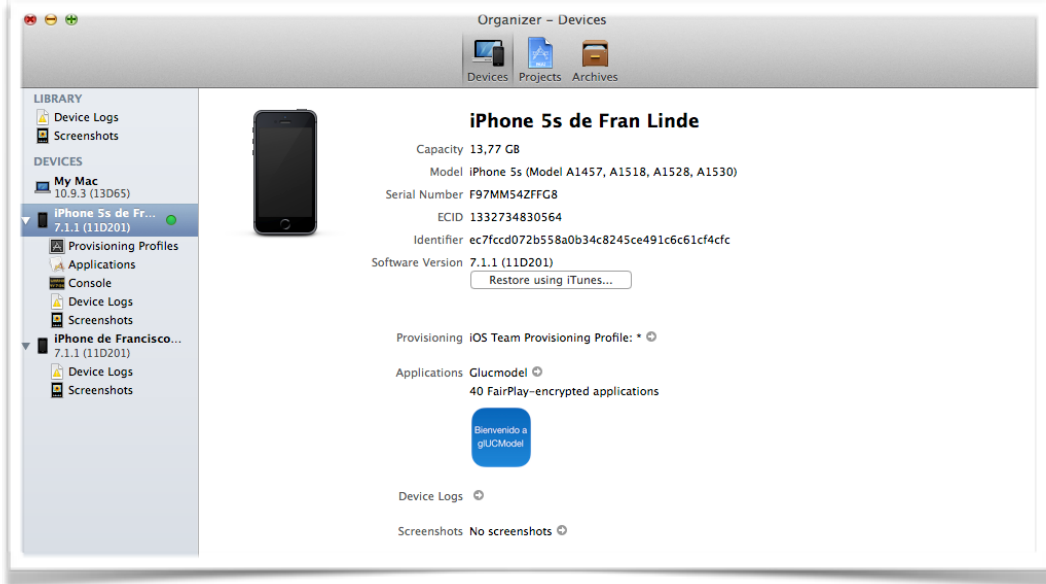 Organizer – Devices
Devices Projects Archives
LIBRARY
Device Logs
Screenshots
DEVICES
My Mac
10.9.3 (13D65)
iPhone 5s de Fr...
7.1.1 (11D201)
Provisioning Profiles
Applications
Console
Device Logs
Screenshots
iPhone de Francisco...
7.1.1 (11D201)
Device Logs
Screenshots
iPhone 5s de Fran Linde
Capacity 13,77 GB
Model iPhone 5s (Model A1457, A1518, A1528, A1530)
Serial Number F97MM54ZFFG8
ECID 1332734830564
Identifier ec7fccd072b558a0b34c8245ce491c6c61cf4cfc
Software Version 7.1.1 (11D201)
Restore using iTunes...
Provisioning iOS Team Provisioning Profile: *
Applications Glucmodel
40 FairPlay-encrypted applications
Bienvenido a
glUCModel
Device Logs
Screenshots No screenshots